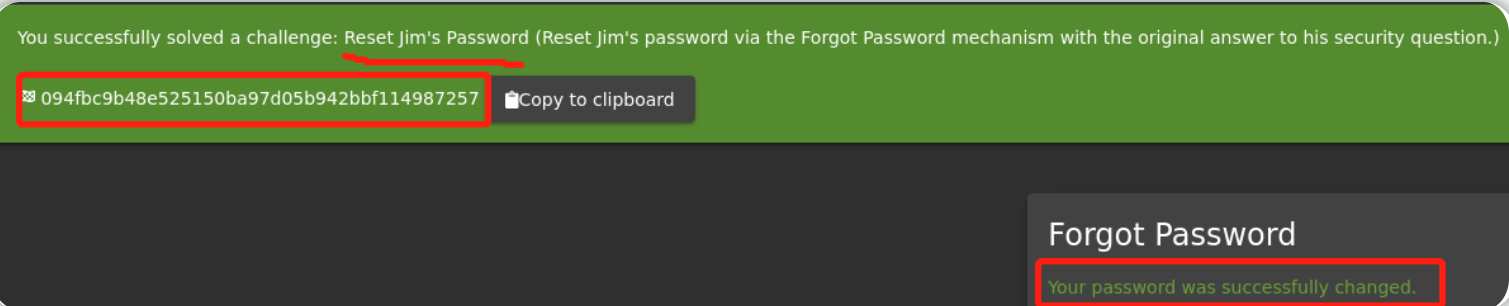 You successfully solved a challenge: Reset Jim's Password (Reset Jim's password via the Forgot Password mechanism with the original answer to his security question.)
094fbc9b48e525150ba97d05b942bbf114987257 Copy to clipboard
Forgot Password
Your password was successfully changed.